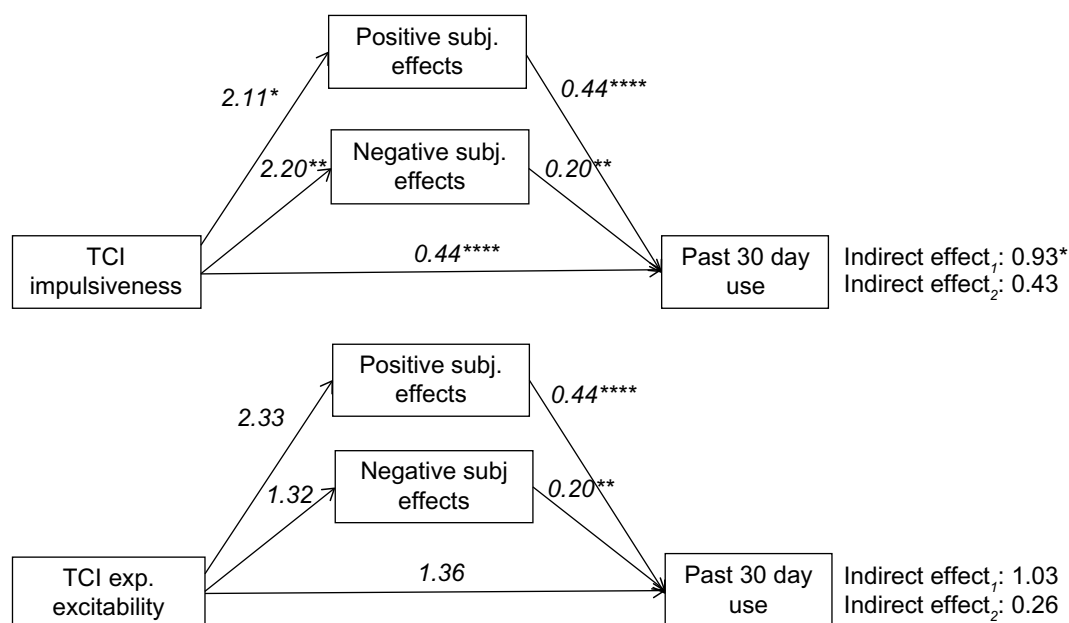 Positive subj.
effects
2.11*
0.44****
Negative subj.
effects
2.20**
0.20**
TCI
impulsiveness
0.44****
Past 30 day
use
Indirect effect1: 0.93*
Indirect effect2: 0.43
Positive subj.
effects
2.33
0.44****
Negative subj
effects
1.32
0.20**
TCI exp.
excitability
1.36
Past 30 day
use
Indirect effect1: 1.03
Indirect effect2: 0.26